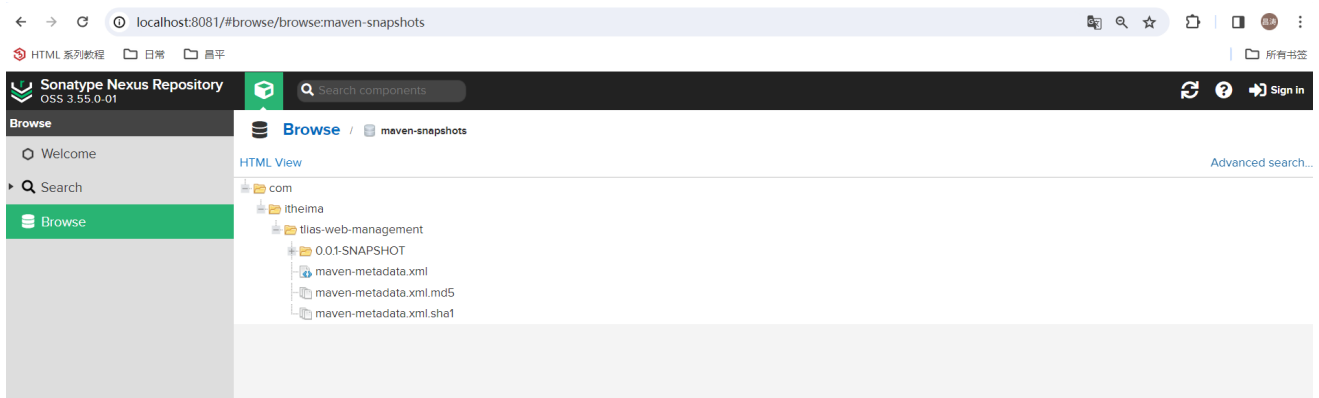 localhost:8081/#browse/browse:maven-snapshots
HTML 系列教程 日常 昌平 所有书签
Sonatype Nexus Repository
OSS 3.55.0-01
Search components
Sign in
Browse
Browse / maven-snapshots
Welcome
HTML View Advanced search...
Search
com
itheima
Browse
tlias-web-management
0.0.1-SNAPSHOT
maven-metadata.xml
maven-metadata.xml.md5
maven-metadata.xml.sha1